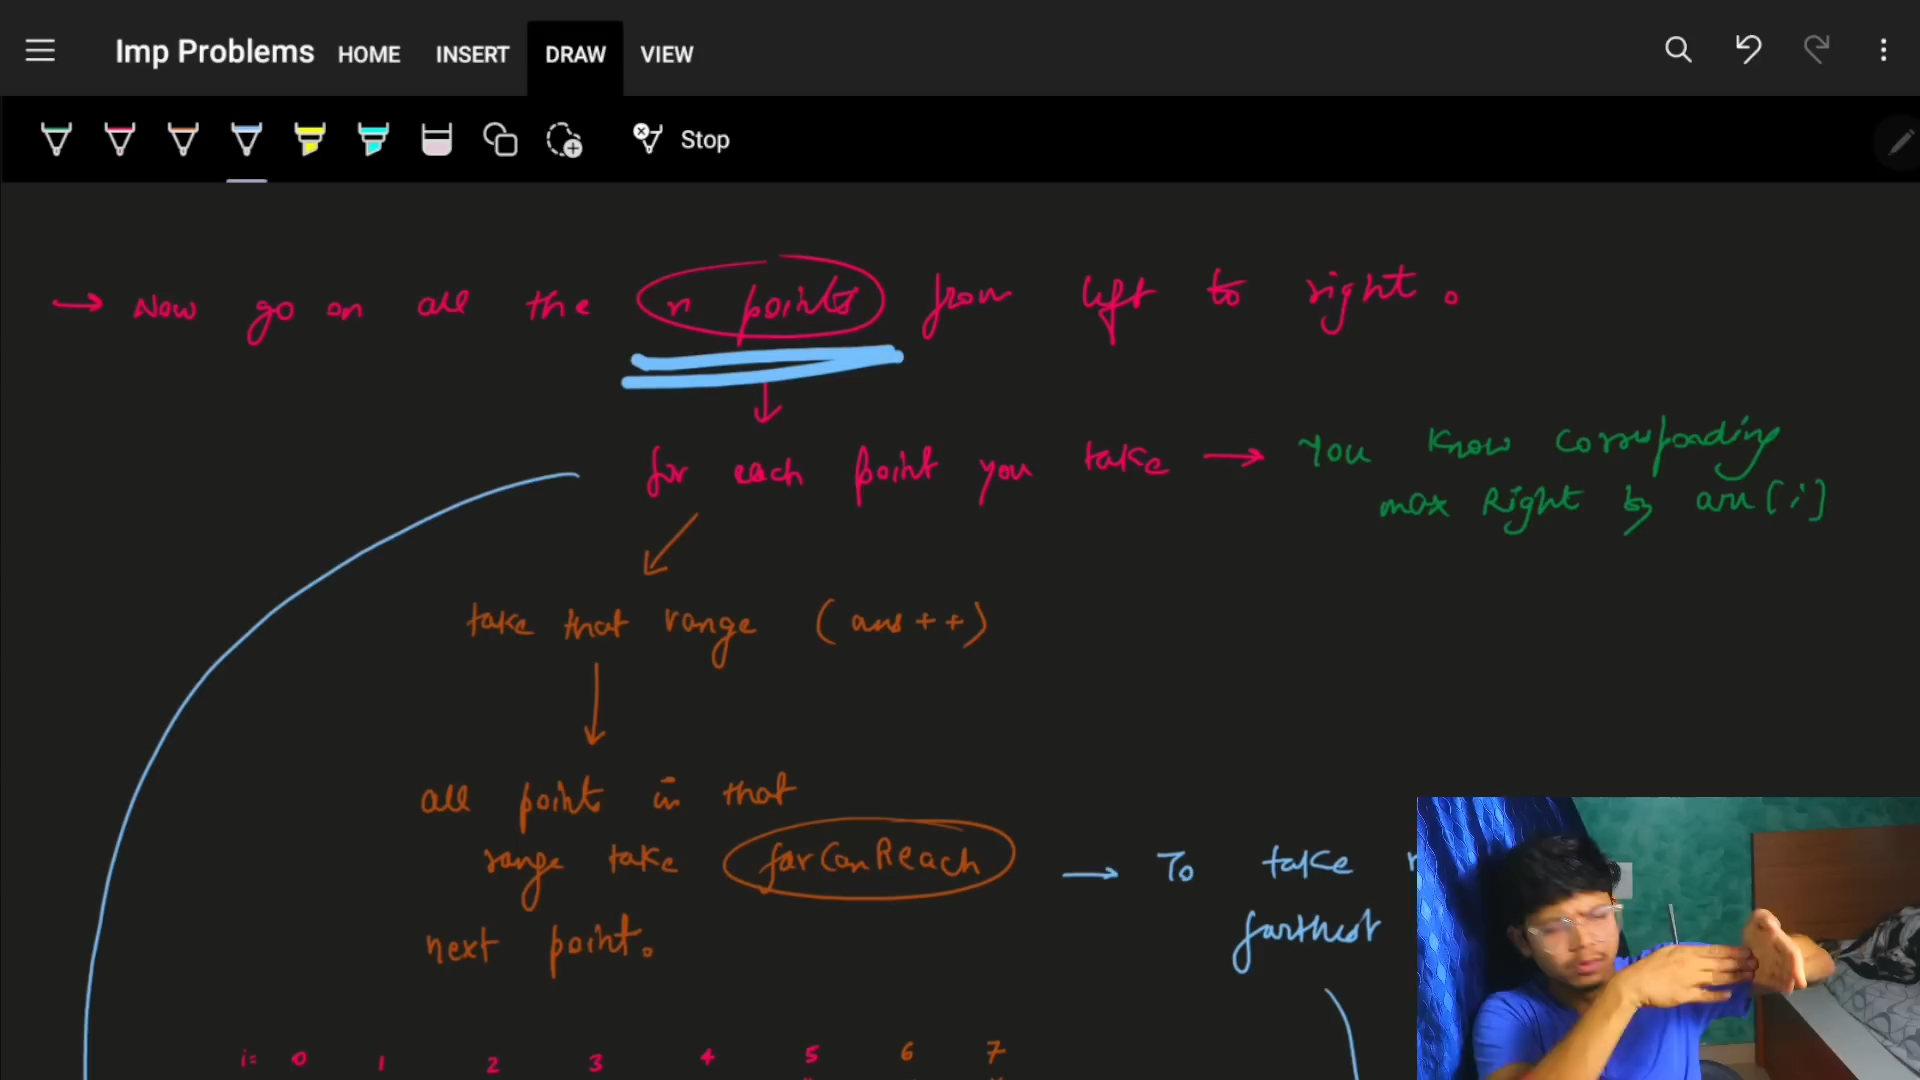 Imp Problems HOME INSERT DRAW VIEW
Stop
→ Now go on all the n points from left to right.
for each point you take → You know corresponding
max Right by arr[i]
take that range (ans++)
all point in that
range take farCanReach → To take
next point. farthest
i= 0 1 2 3 4 5 6 7